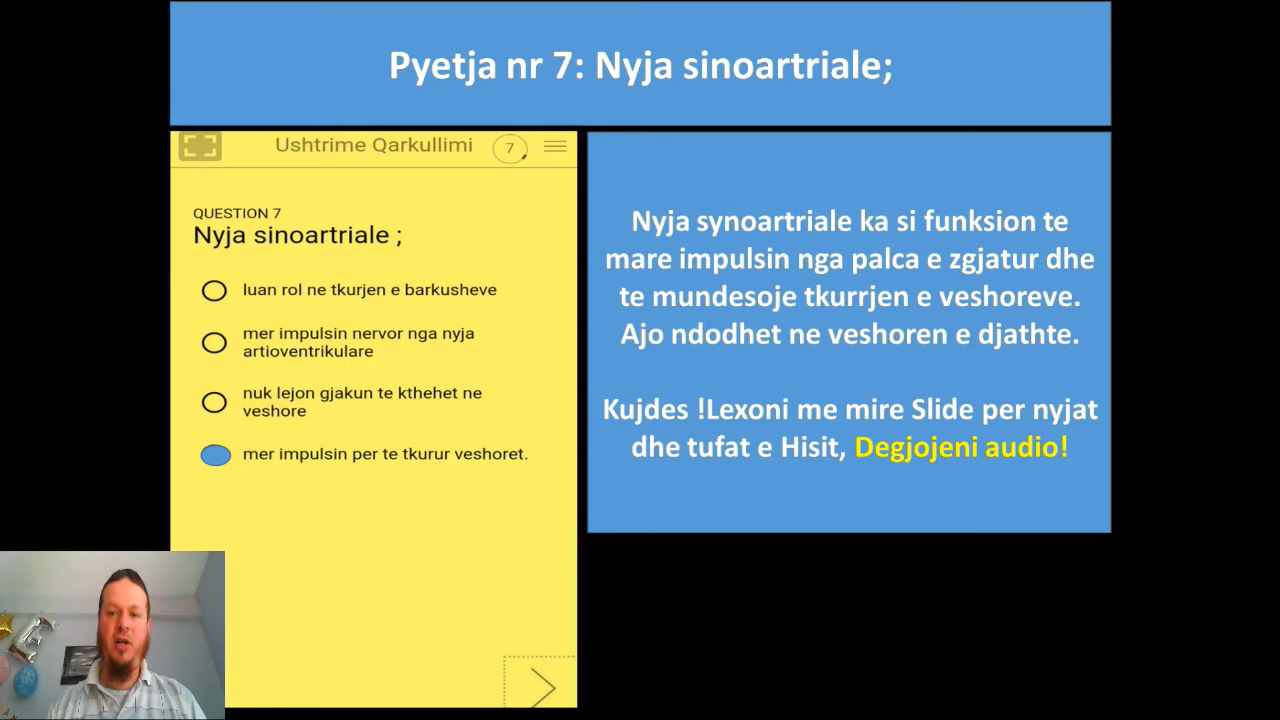 Pyetja nr 7: Nyja sinoartriale;
Ushtrime Qarkullimi
7
QUESTION 7
Nyja sinoartriale ;
luan rol ne tkurjen e barkusheve
mer impulsin nervor nga nyja
artioventrikulare
nuk lejon gjakun te kthehet ne
veshore
mer impulsin per te tkurur veshoret.
Nyja synoartriale ka si funksion te
mare impulsin nga palca e zgjatur dhe
te mundesoje tkurrjen e veshoreve.
Ajo ndodhet ne veshoren e djathte.
Kujdes !Lexoni me mire Slide per nyjat
dhe tufat e Hisit, Degjojeni audio!